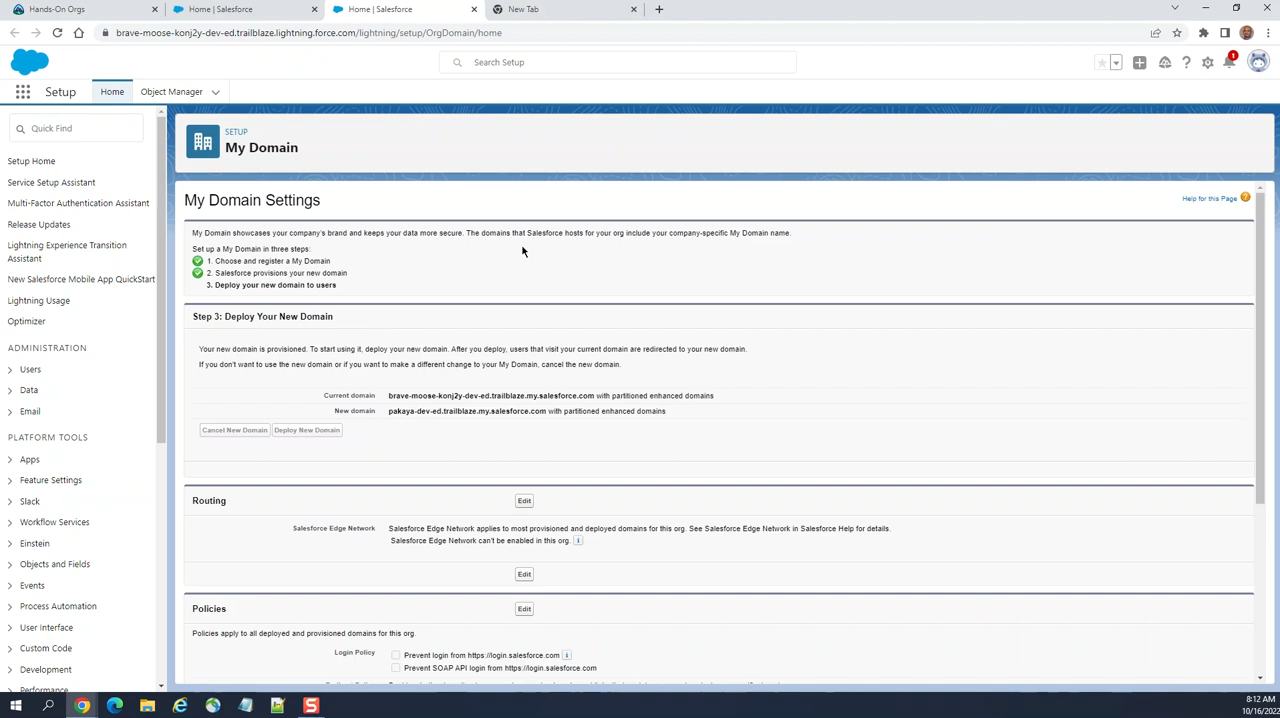 Hands-On Orgs
Home | Salesforce
Home | Salesforce
New Tab
brave-moose-konj2y-dev-ed.trailblaze.lightning.force.com/lightning/setup/OrgDomain/home
Search Setup
1
Setup
Home
Object Manager
Quick Find
Setup Home
Service Setup Assistant
Multi-Factor Authentication Assistant
Release Updates
Lightning Experience Transition
Assistant
New Salesforce Mobile App QuickStart
Lightning Usage
Optimizer
ADMINISTRATION
Users
Data
Email
PLATFORM TOOLS
Apps
Feature Settings
Slack
Workflow Services
Einstein
Objects and Fields
Events
Process Automation
User Interface
Custom Code
Development
Performance
SETUP
My Domain
My Domain Settings
Help for this Page ?
My Domain showcases your company's brand and keeps your data more secure. The domains that Salesforce hosts for your org include your company-specific My Domain name.
Set up a My Domain in three steps:
1. Choose and register a My Domain
2. Salesforce provisions your new domain
3. Deploy your new domain to users
Step 3: Deploy Your New Domain
Your new domain is provisioned. To start using it, deploy your new domain. After you deploy, users that visit your current domain are redirected to your new domain.
If you don't want to use the new domain or if you want to make a different change to your My Domain, cancel the new domain.
Current domain brave-moose-konj2y-dev-ed.trailblaze.my.salesforce.com with partitioned enhanced domains
New domain pakaya-dev-ed.trailblaze.my.salesforce.com with partitioned enhanced domains
Cancel New Domain Deploy New Domain
Routing Edit
Salesforce Edge Network Salesforce Edge Network applies to most provisioned and deployed domains for this org. See Salesforce Edge Network in Salesforce Help for details.
Salesforce Edge Network can't be enabled in this org. i
Edit
Policies Edit
Policies apply to all deployed and provisioned domains for this org.
Login Policy Prevent login from https://login.salesforce.com i
Prevent SOAP API login from https://login.salesforce.com
8:12 AM
10/16/2022